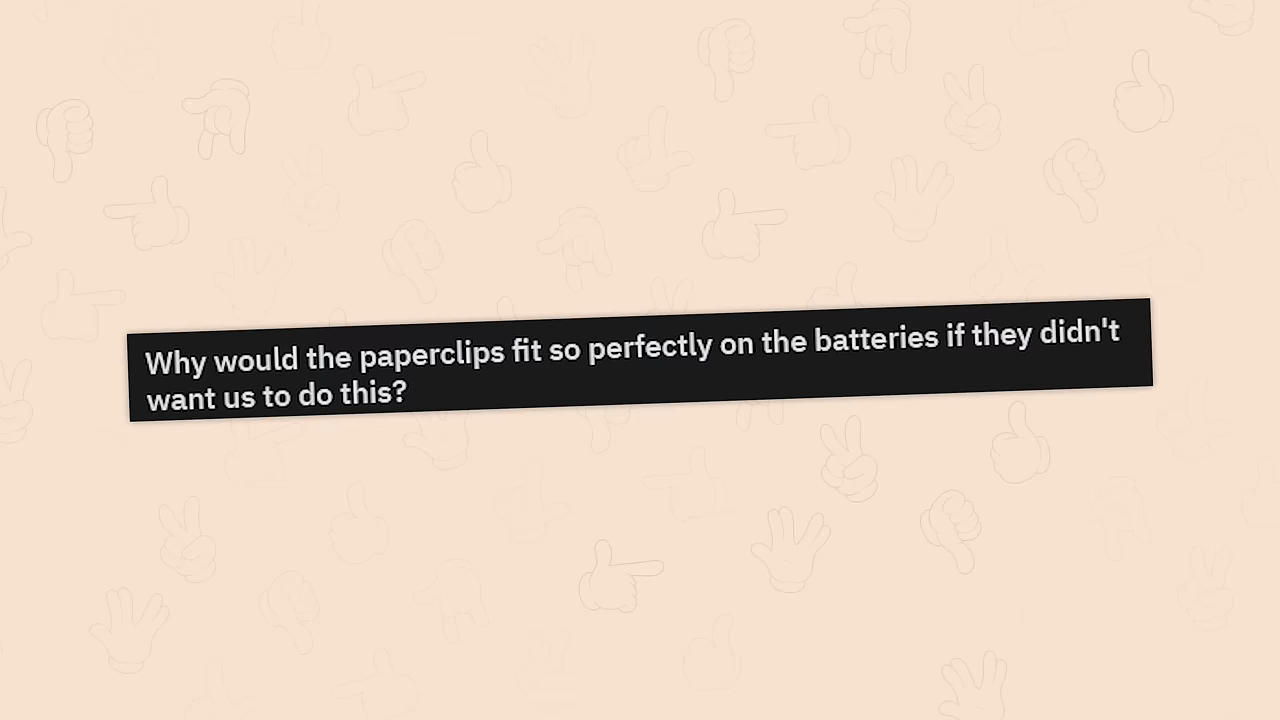 Why would the paperclips fit so perfectly on the batteries if they didn't
want us to do this?